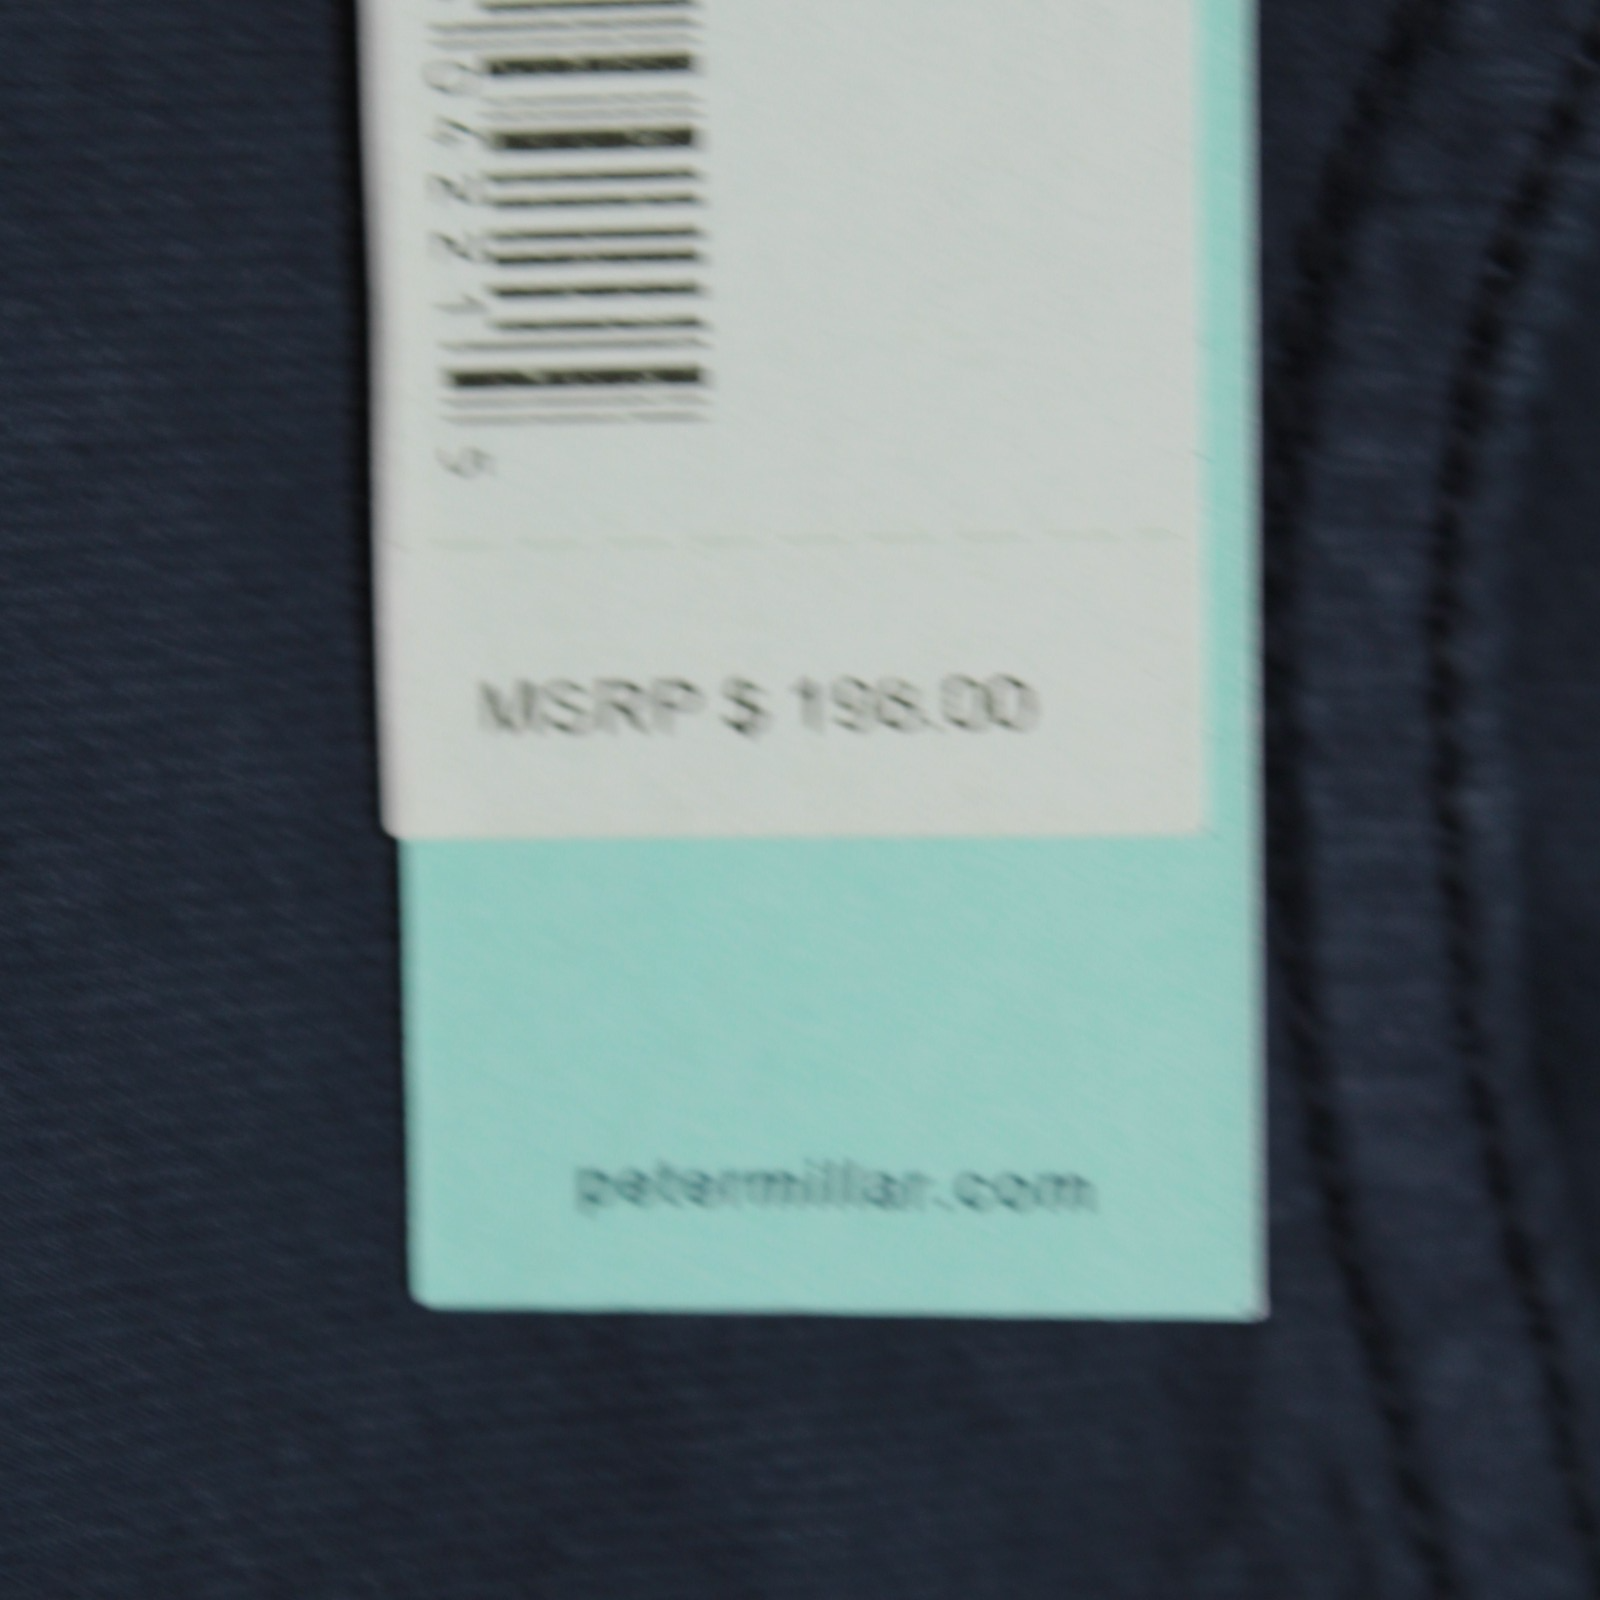 MSRP $ 198.00
petermillar.com